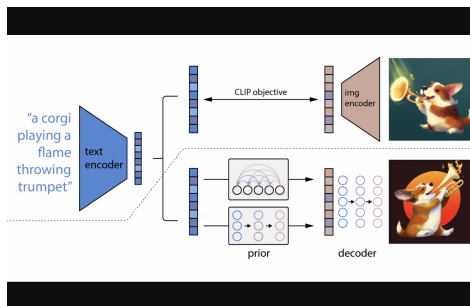 "a corgi
playing a
flame
throwing
trumpet"
text
encoder
CLIP objective
img
encoder
prior
decoder